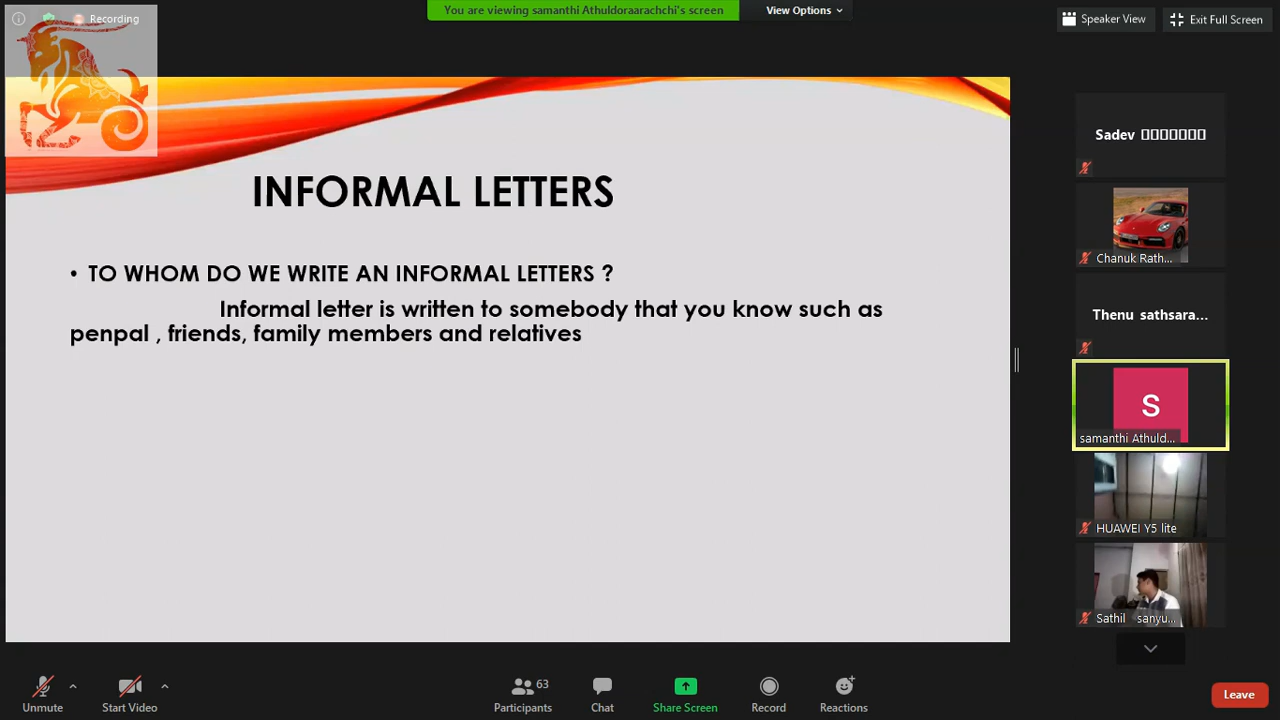 Recording
You are viewing samanthi Athuldoraarachchi's screen
View Options
Speaker View
Exit Full Screen
INFORMAL LETTERS
• TO WHOM DO WE WRITE AN INFORMAL LETTERS ?
Informal letter is written to somebody that you know such as
penpal , friends, family members and relatives
Sadev
Chanuk Rath...
Thenu sathsara...
S
samanthi Athuld...
HUAWEI Y5 lite
Sathil sanyu...
Unmute
Start Video
63
Participants
Chat
Share Screen
Record
Reactions
Leave